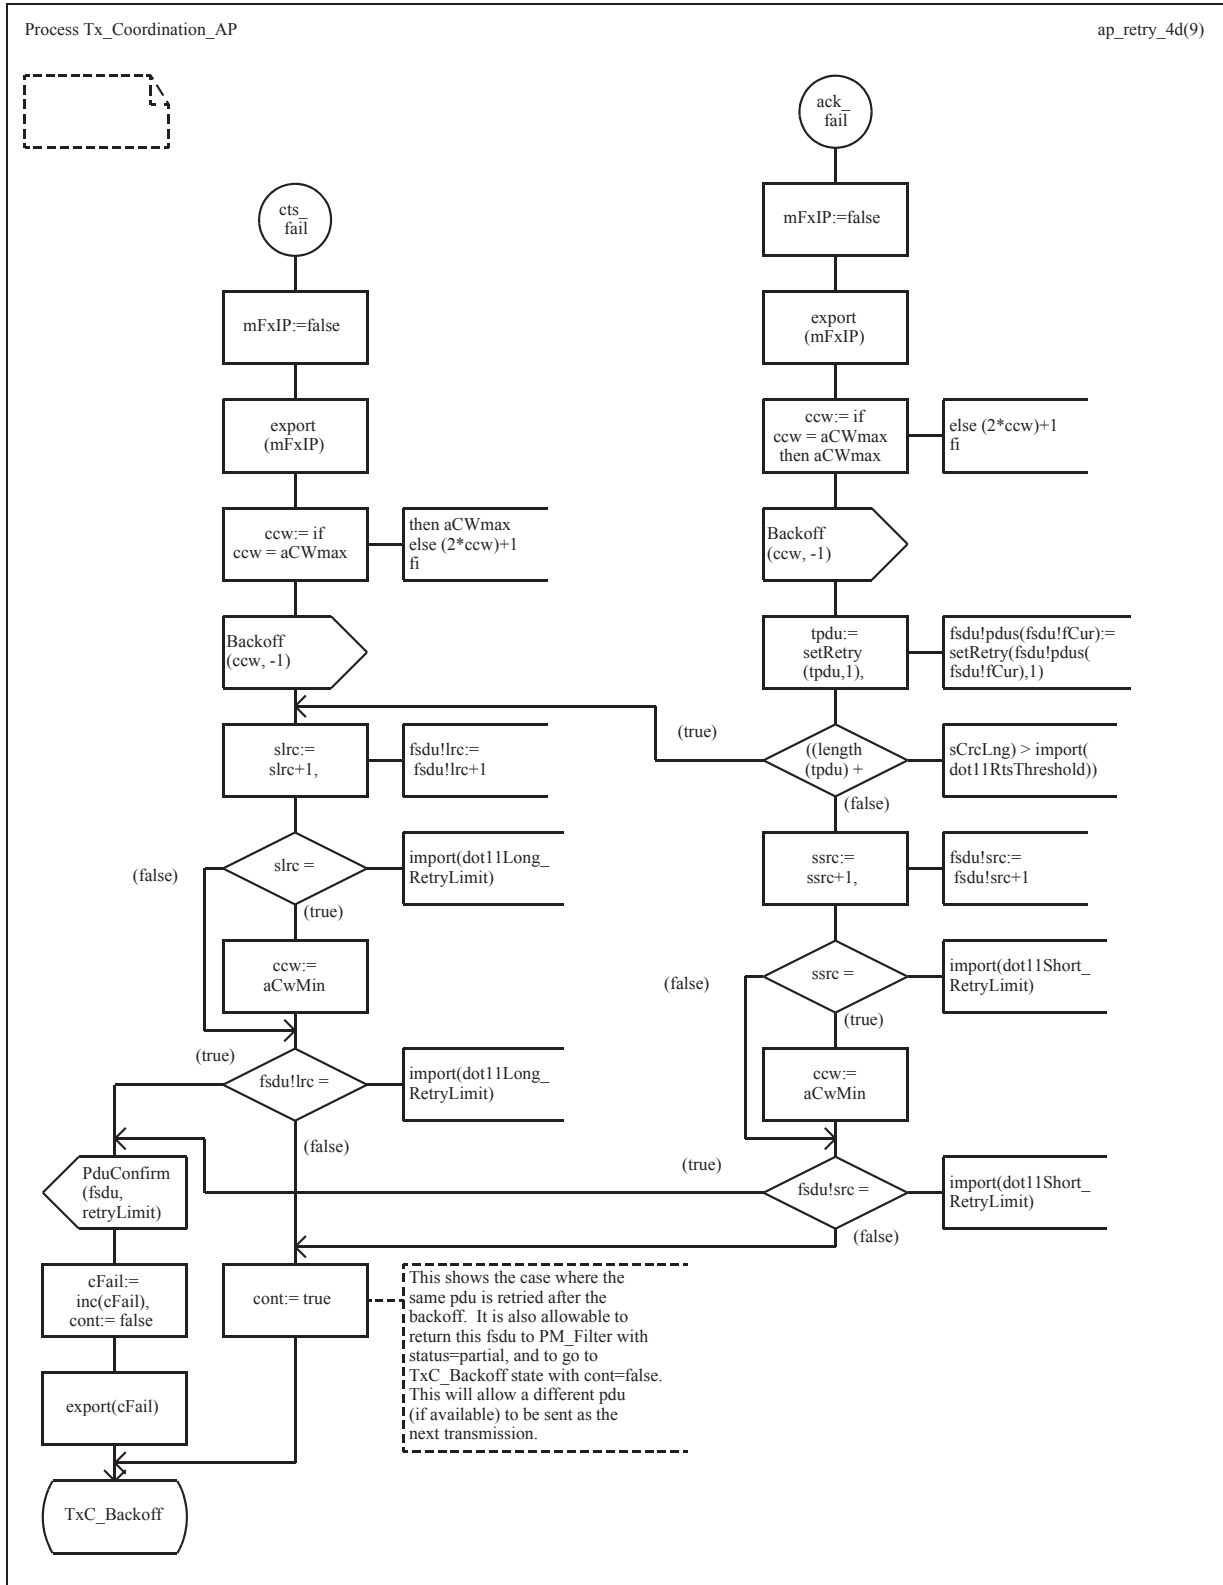 Process Tx_Coordination_AP
ap_retry_4d(9)
cts_
fail
mFxIP:=false
export
(mFxIP)
ccw:= if
ccw = aCWmax
then aCWmax
else (2*ccw)+1
fi
Backoff
(ccw, -1)
slrc:=
slrc+1,
fsdu!lrc:=
fsdu!lrc+1
slrc =
import(dot11Long_
RetryLimit)
(false)
(true)
ccw:=
aCwMin
(true)
fsdu!lrc =
import(dot11Long_
RetryLimit)
(false)
PduConfirm
(fsdu,
retryLimit)
cFail:=
inc(cFail),
cont:= false
export(cFail)
TxC_Backoff
cont:= true
This shows the case where the
same pdu is retried after the
backoff. It is also allowable to
return this fsdu to PM_Filter with
status=partial, and to go to
TxC_Backoff state with cont=false.
This will allow a different pdu
(if available) to be sent as the
next transmission.
ack_
fail
mFxIP:=false
export
(mFxIP)
ccw:= if
ccw = aCWmax
then aCWmax
else (2*ccw)+1
fi
Backoff
(ccw, -1)
tpdu:=
setRetry
(tpdu,1),
fsdu!pdus(fsdu!fCur):=
setRetry(fsdu!pdus(
fsdu!fCur),1)
(true)
((length
(tpdu) +
sCrcLng) > import(
dot11RtsThreshold))
(false)
ssrc:=
ssrc+1,
fsdu!src:=
fsdu!src+1
ssrc =
import(dot11Short_
RetryLimit)
(false)
(true)
ccw:=
aCwMin
(true)
fsdu!src =
import(dot11Short_
RetryLimit)
(false)